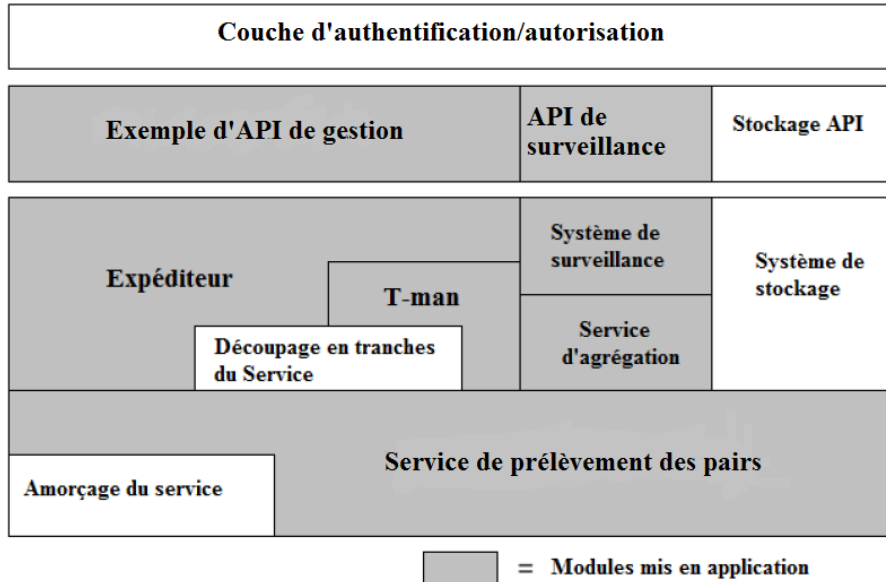 Couche d'authentification/autorisation
Exemple d'API de gestion
API de
surveillance
Stockage API
Expéditeur
T-man
Découpage en tranches
du Service
Système de
surveillance
Service
d'agrégation
Système de
stockage
Service de prélèvement des pairs
Amorçage du service
= Modules mis en application